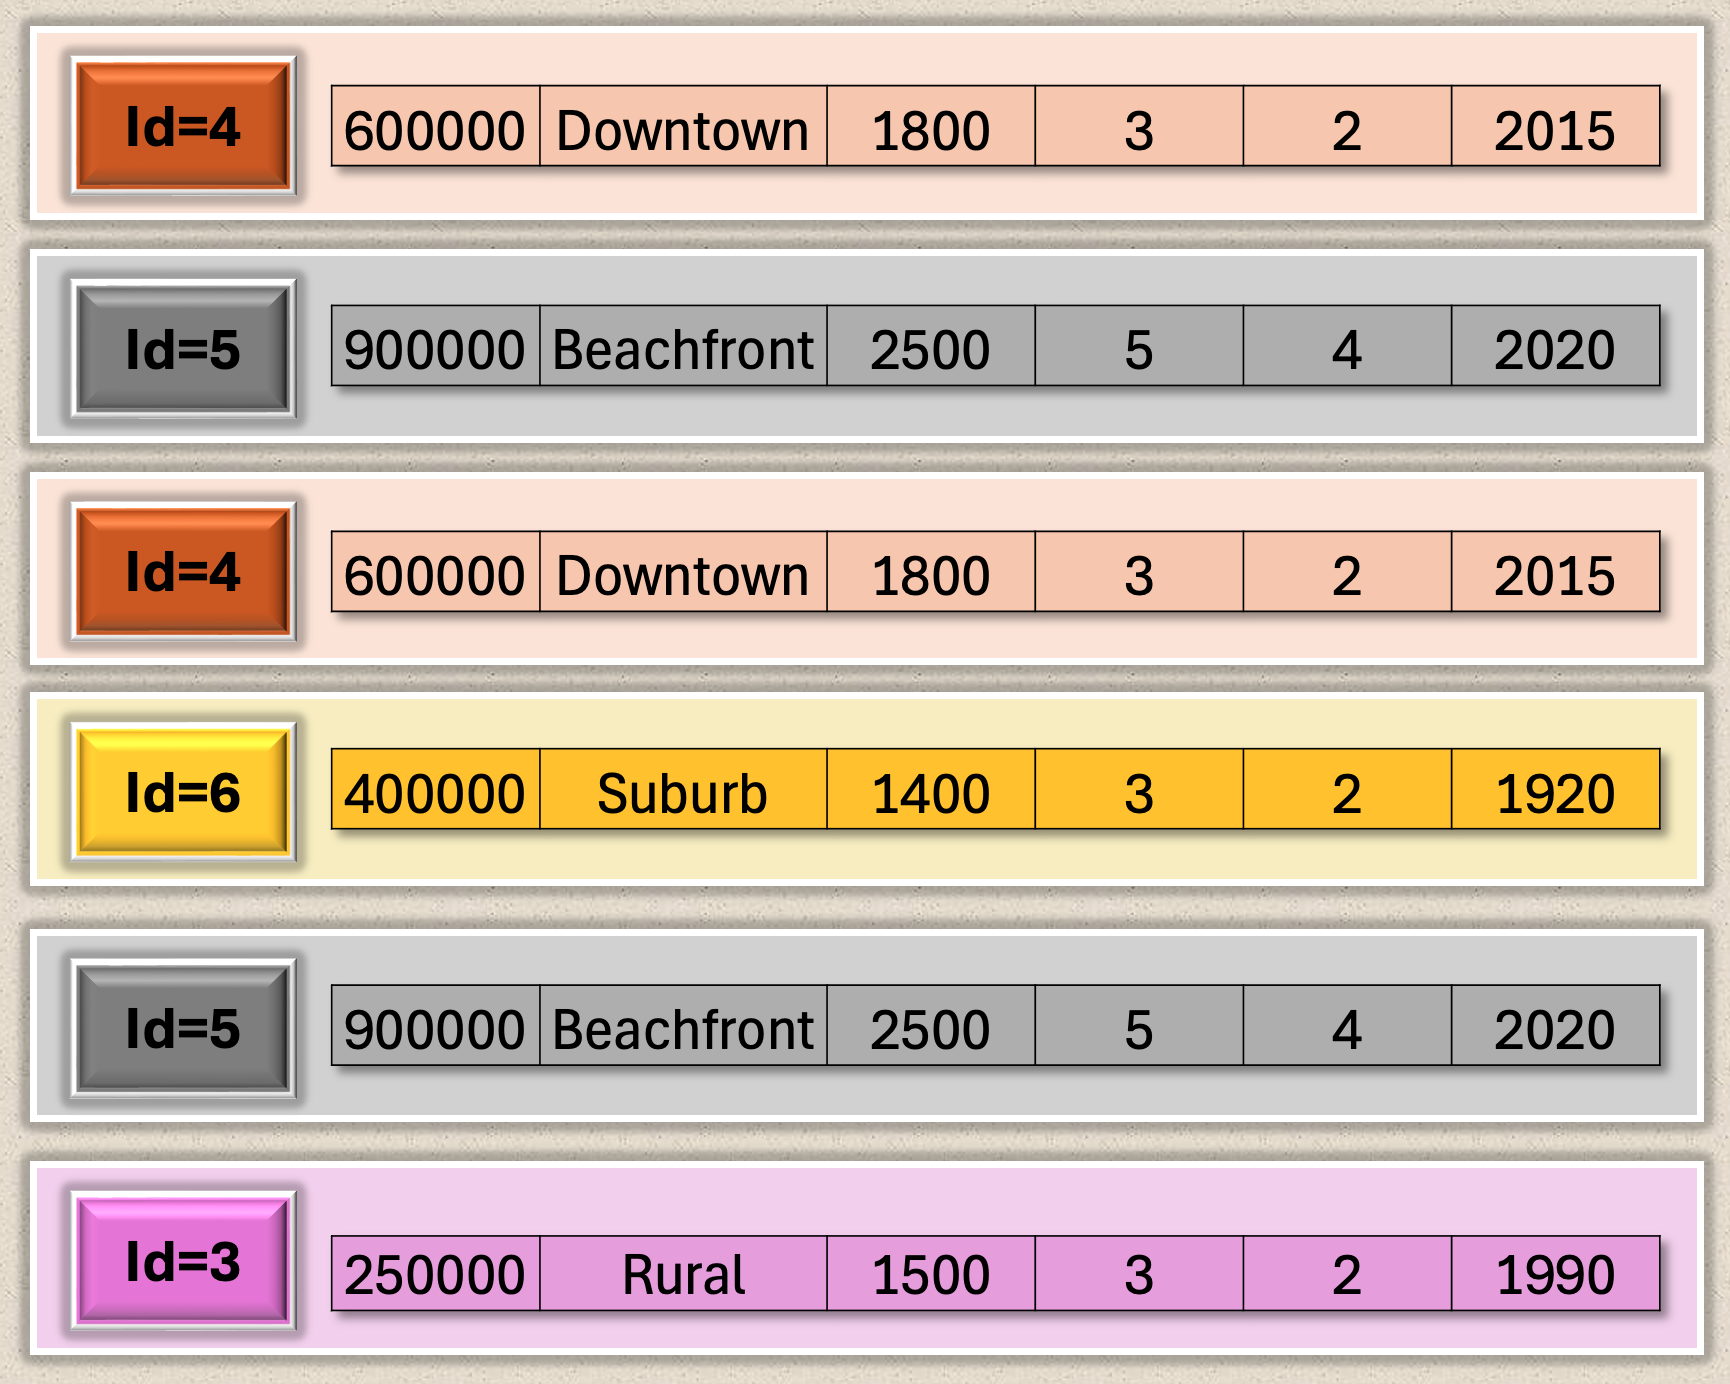 Id=4 600000 Downtown 1800 3 2 2015
Id=5 900000 Beachfront 2500 5 4 2020
Id=4 600000 Downtown 1800 3 2 2015
Id=6 400000 Suburb 1400 3 2 1920
Id=5 900000 Beachfront 2500 5 4 2020
Id=3 250000 Rural 1500 3 2 1990